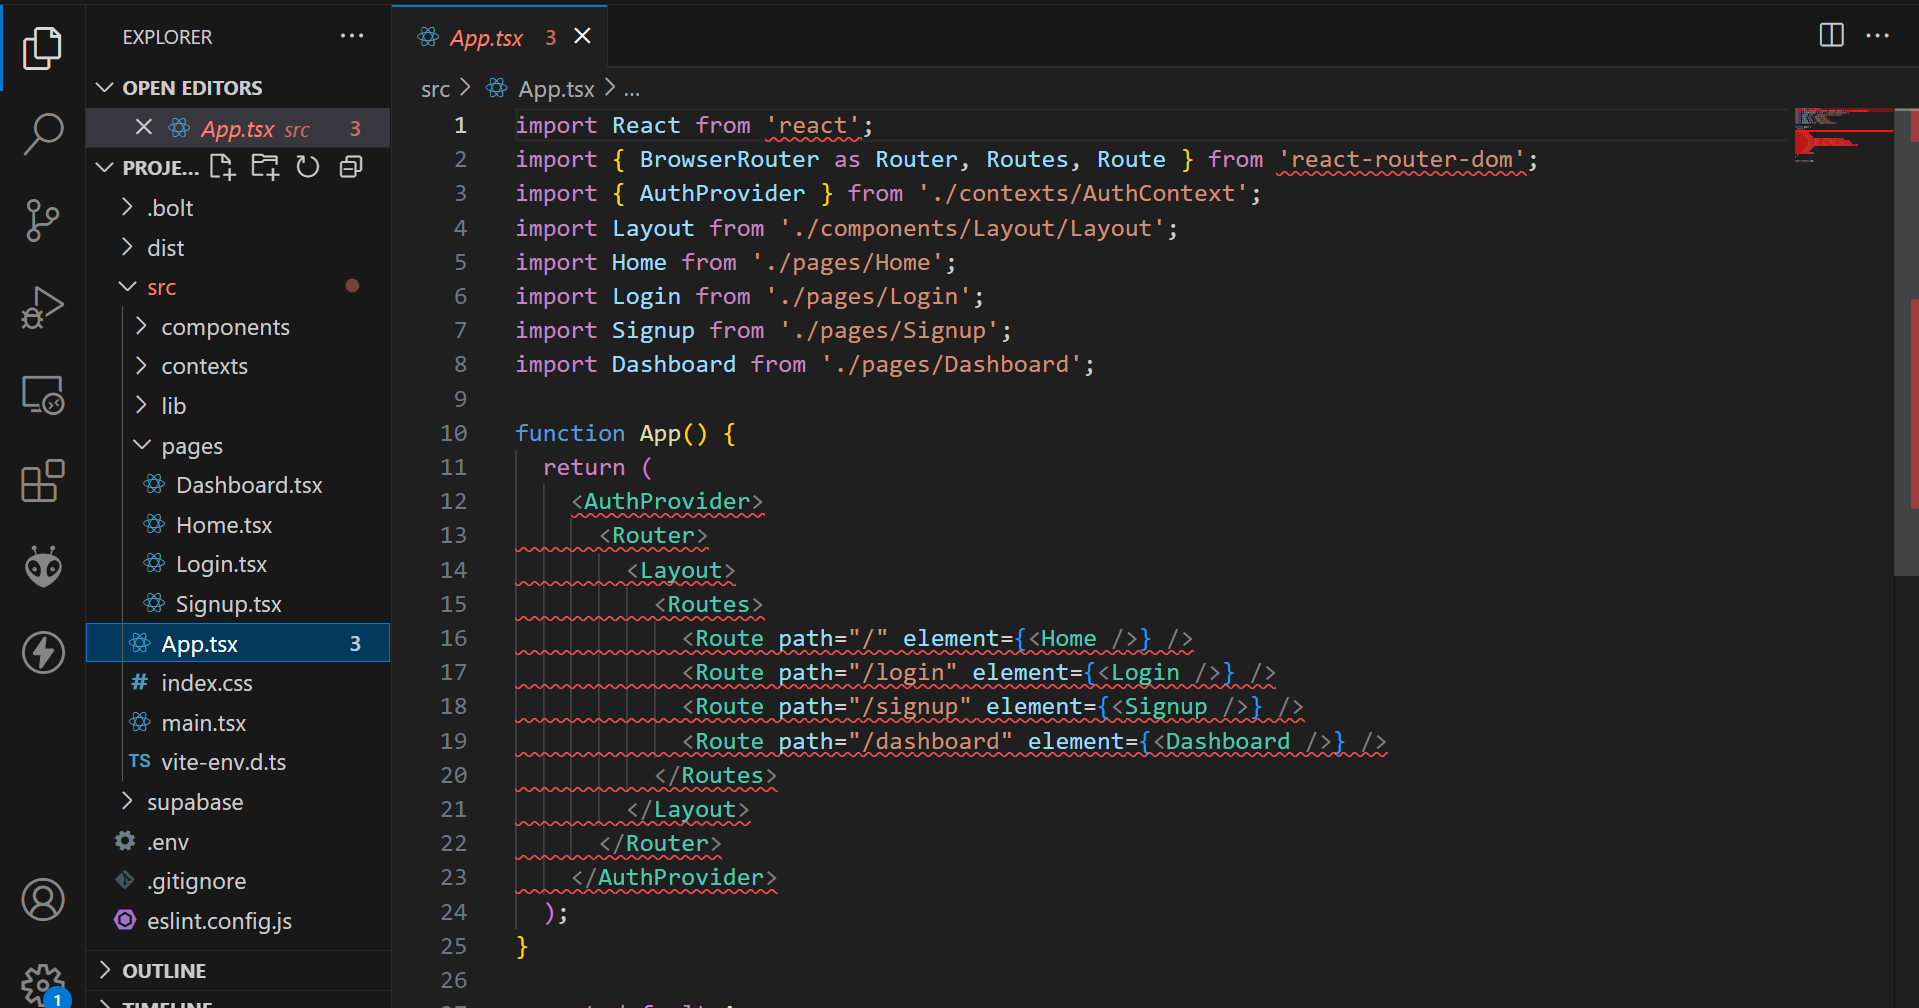 EXPLORER
OPEN EDITORS
App.tsx src 3
PROJE...
.bolt
dist
src
components
contexts
lib
pages
Dashboard.tsx
Home.tsx
Login.tsx
Signup.tsx
App.tsx 3
# index.css
main.tsx
TS vite-env.d.ts
supabase
.env
.gitignore
eslint.config.js
OUTLINE
TIMELINE
1
App.tsx 3
src > App.tsx > ...
1 import React from 'react';
2 import { BrowserRouter as Router, Routes, Route } from 'react-router-dom';
3 import { AuthProvider } from './contexts/AuthContext';
4 import Layout from './components/Layout/Layout';
5 import Home from './pages/Home';
6 import Login from './pages/Login';
7 import Signup from './pages/Signup';
8 import Dashboard from './pages/Dashboard';
9
10 function App() {
11 return (
12 <AuthProvider>
13 <Router>
14 <Layout>
15 <Routes>
16 <Route path="/" element={<Home />} />
17 <Route path="/login" element={<Login />} />
18 <Route path="/signup" element={<Signup />} />
19 <Route path="/dashboard" element={<Dashboard />} />
20 </Routes>
21 </Layout>
22 </Router>
23 </AuthProvider>
24 );
25 }
26